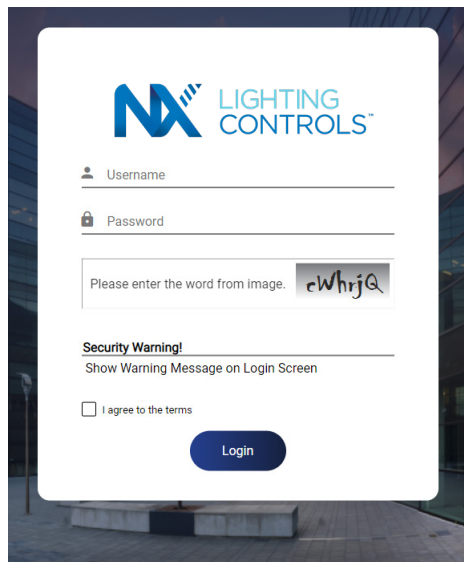 NX LIGHTING
CONTROLS™
Username
Password
Please enter the word from image. cWhrjQ
Security Warning!
Show Warning Message on Login Screen
I agree to the terms
Login